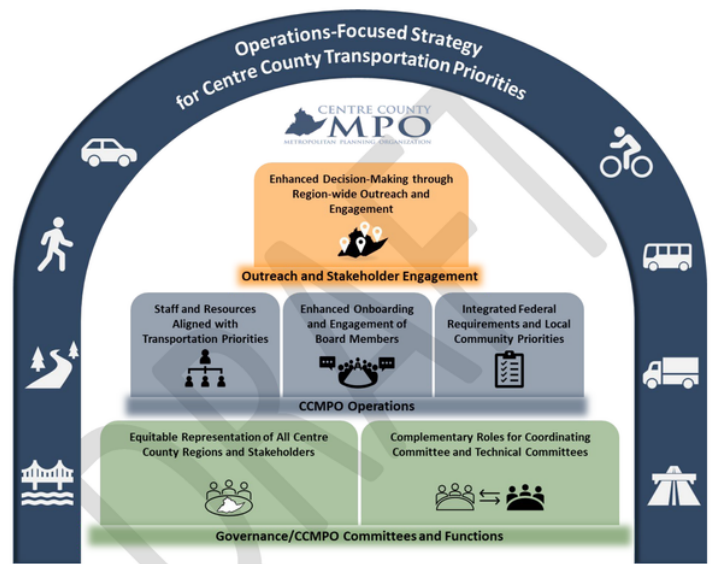 Operations-Focused Strategy
for Centre County Transportation Priorities
CENTRE COUNTY
MPO
METROPOLITAN PLANNING ORGANIZATION
Enhanced Decision-Making through
Region-wide Outreach and
Engagement
Outreach and Stakeholder Engagement
Staff and Resources
Aligned with
Transportation Priorities
Enhanced Onboarding
and Engagement of
Board Members
Integrated Federal
Requirements and Local
Community Priorities
CCMPO Operations
Equitable Representation of All Centre
County Regions and Stakeholders
Complementary Roles for Coordinating
Committee and Technical Committees
Governance/CCMPO Committees and Functions
DRAFT